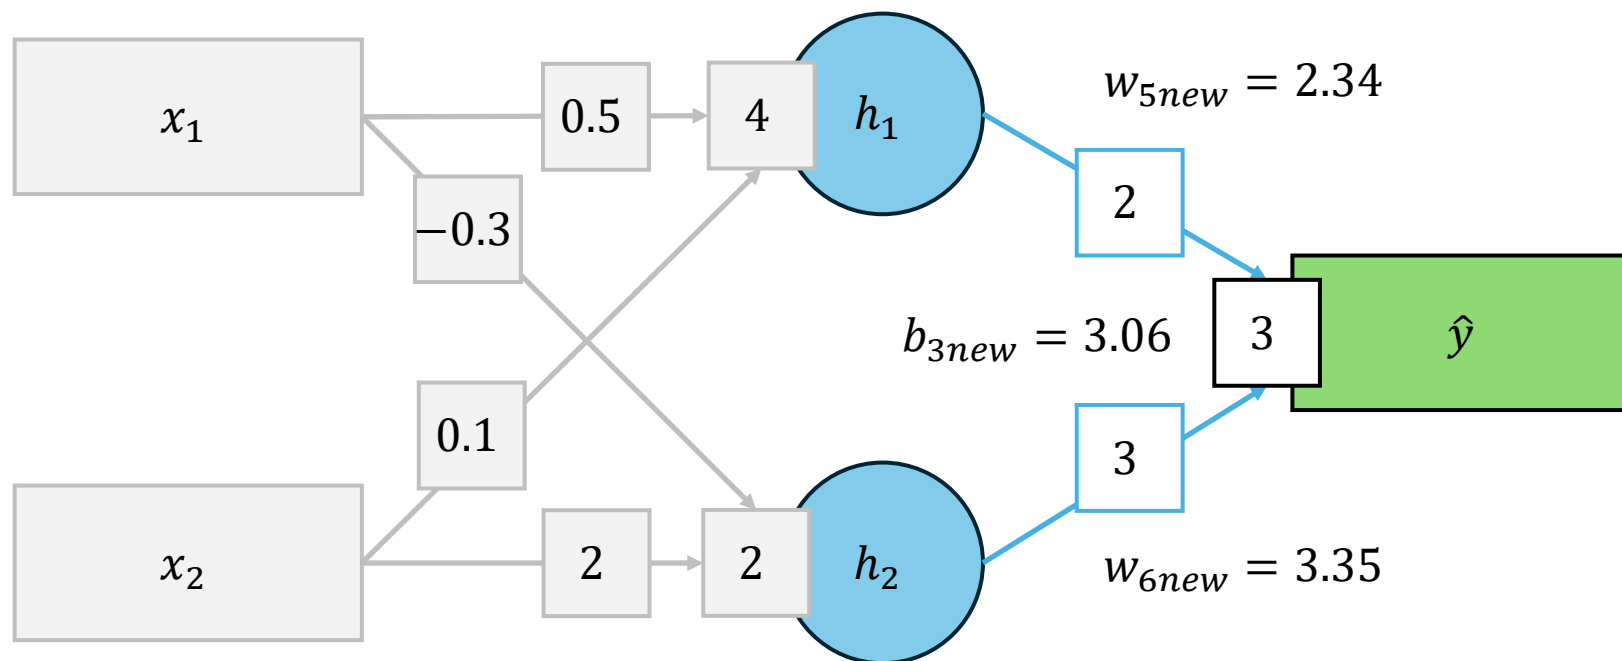 x₁
0.5
4
h₁
w₅new = 2.34
−0.3
2
b₃new = 3.06
3
ŷ
0.1
3
x₂
2
2
h₂
w₆new = 3.35